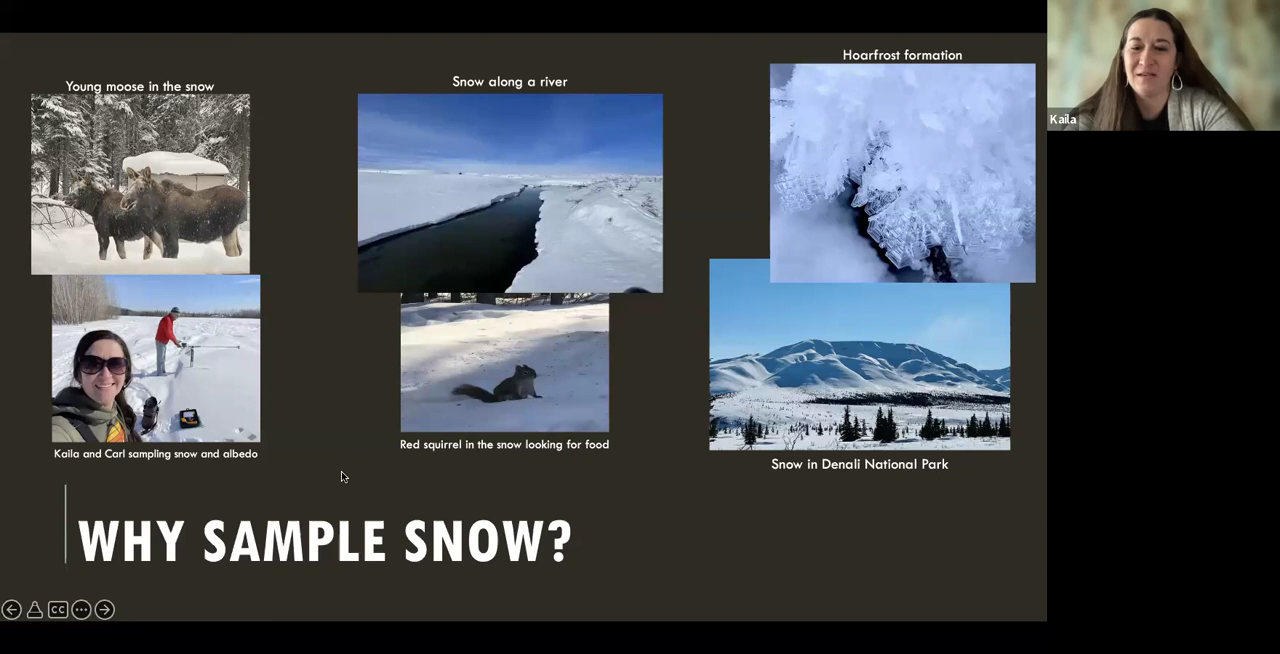 Young moose in the snow
Snow along a river
Hoarfrost formation
Kaila
Kaila and Carl sampling snow and albedo
Red squirrel in the snow looking for food
Snow in Denali National Park
WHY SAMPLE SNOW?
CC